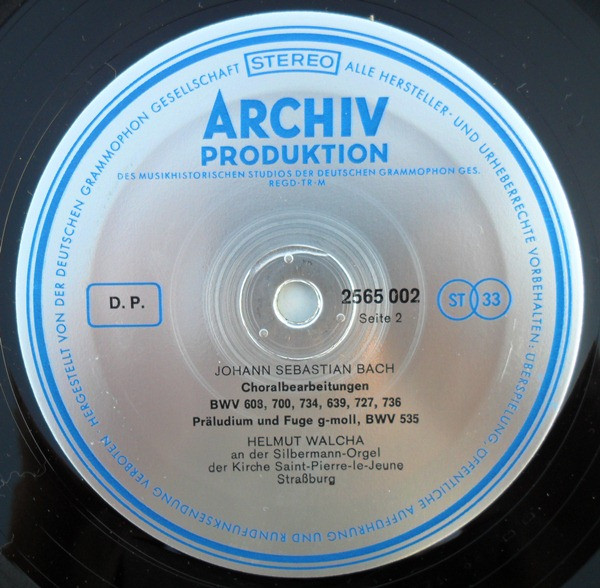 HERGESTELLT VON DER DEUTSCHEN GRAMMOPHON GESELLSCHAFT
STEREO
ALLE HERSTELLER- UND URHEBERRECHTE VORBEHALTEN· ÜBERSPIELUNG, ÖFFENTLICHE AUFFÜHRUNG UND RUNDFUNKSENDUNG VERBOTEN
ARCHIV
PRODUKTION
DES MUSIKHISTORISCHEN STUDIOS DER DEUTSCHEN GRAMMOPHON GES.
REGD·TR·M
D. P.
2565 002
ST 33
Seite 2
JOHANN SEBASTIAN BACH
Choralbearbeitungen
BWV 608, 700, 734, 639, 727, 736
Präludium und Fuge g-moll, BWV 535
HELMUT WALCHA
an der Silbermann-Orgel
der Kirche Saint-Pierre-le-Jeune
Straßburg